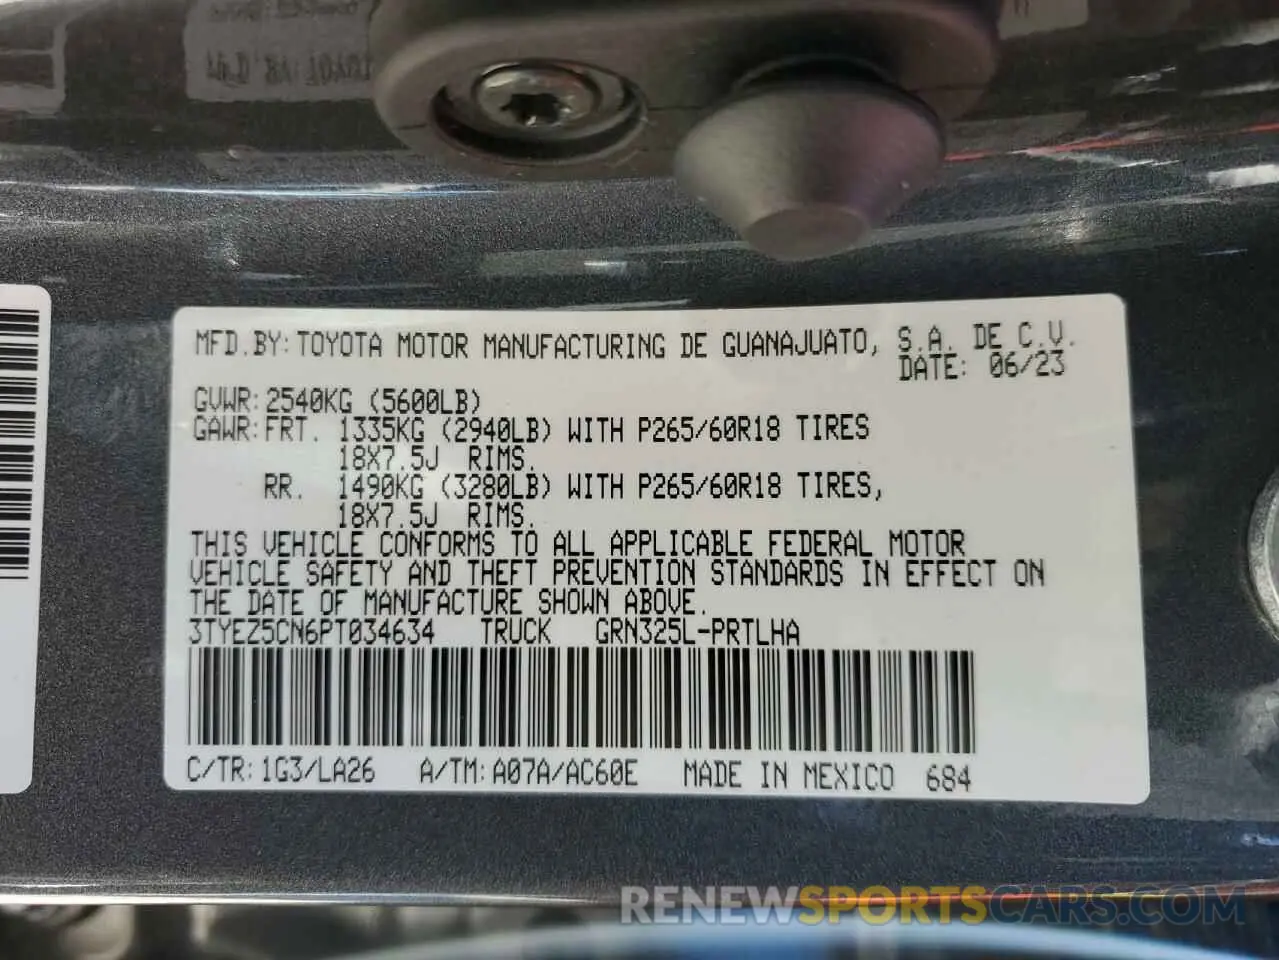 MFD.BY:TOYOTA MOTOR MANUFACTURING DE GUANAJUATO, S.A. DE C.V.
DATE: 06/23
GVWR:2540KG (5600LB)
GAWR:FRT. 1335KG (2940LB) WITH P265/60R18 TIRES
18X7.5J RIMS.
RR. 1490KG (3280LB) WITH P265/60R18 TIRES,
18X7.5J RIMS.
THIS VEHICLE CONFORMS TO ALL APPLICABLE FEDERAL MOTOR
VEHICLE SAFETY AND THEFT PREVENTION STANDARDS IN EFFECT ON
THE DATE OF MANUFACTURE SHOWN ABOVE.
3TYEZ5CN6PT034634 TRUCK GRN325L-PRTLHA
C/TR:1G3/LA26 A/TM:A07A/AC60E MADE IN MEXICO 684
RENEWSPORTSCARS.COM